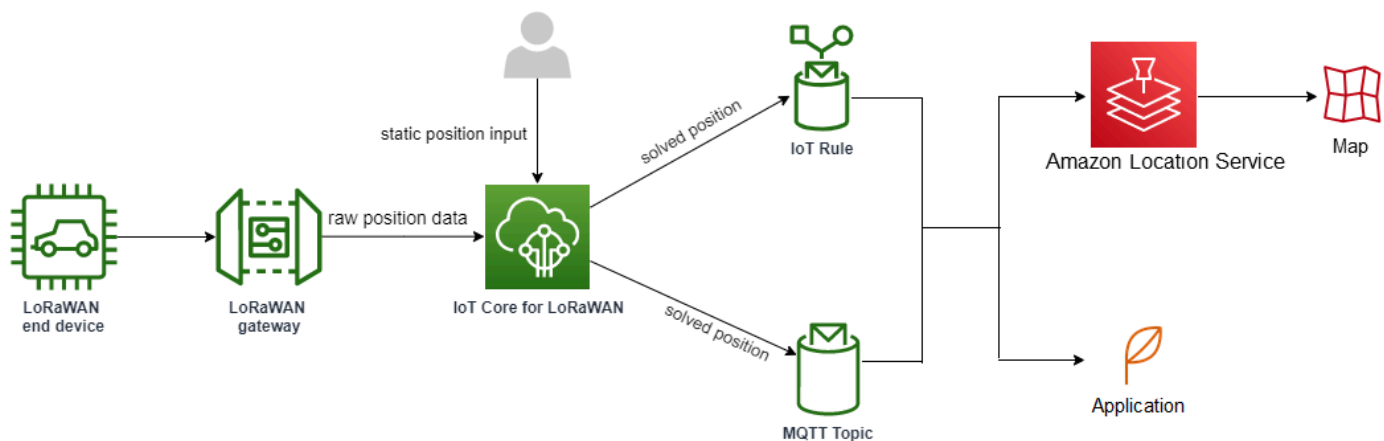 static position input
solved position
IoT Rule
Amazon Location Service
Map
raw position data
LoRaWAN
end device
LoRaWAN
gateway
IoT Core for LoRaWAN
solved position
MQTT Topic
Application